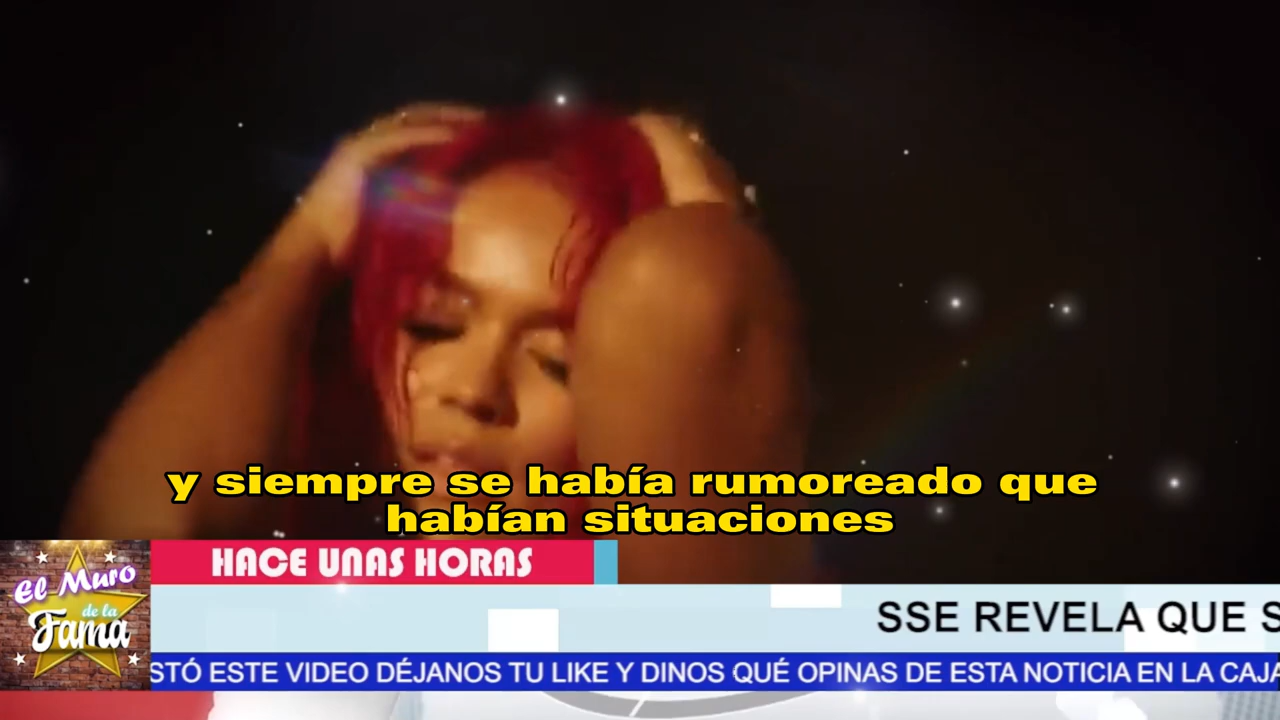 y siempre se había rumoreado que
habían situaciones
HACE UNAS HORAS
El Muro
de la
Fama
SSE REVELA QUE S
STÓ ESTE VIDEO DÉJANOS TU LIKE Y DINOS QUÉ OPINAS DE ESTA NOTICIA EN LA CAJA